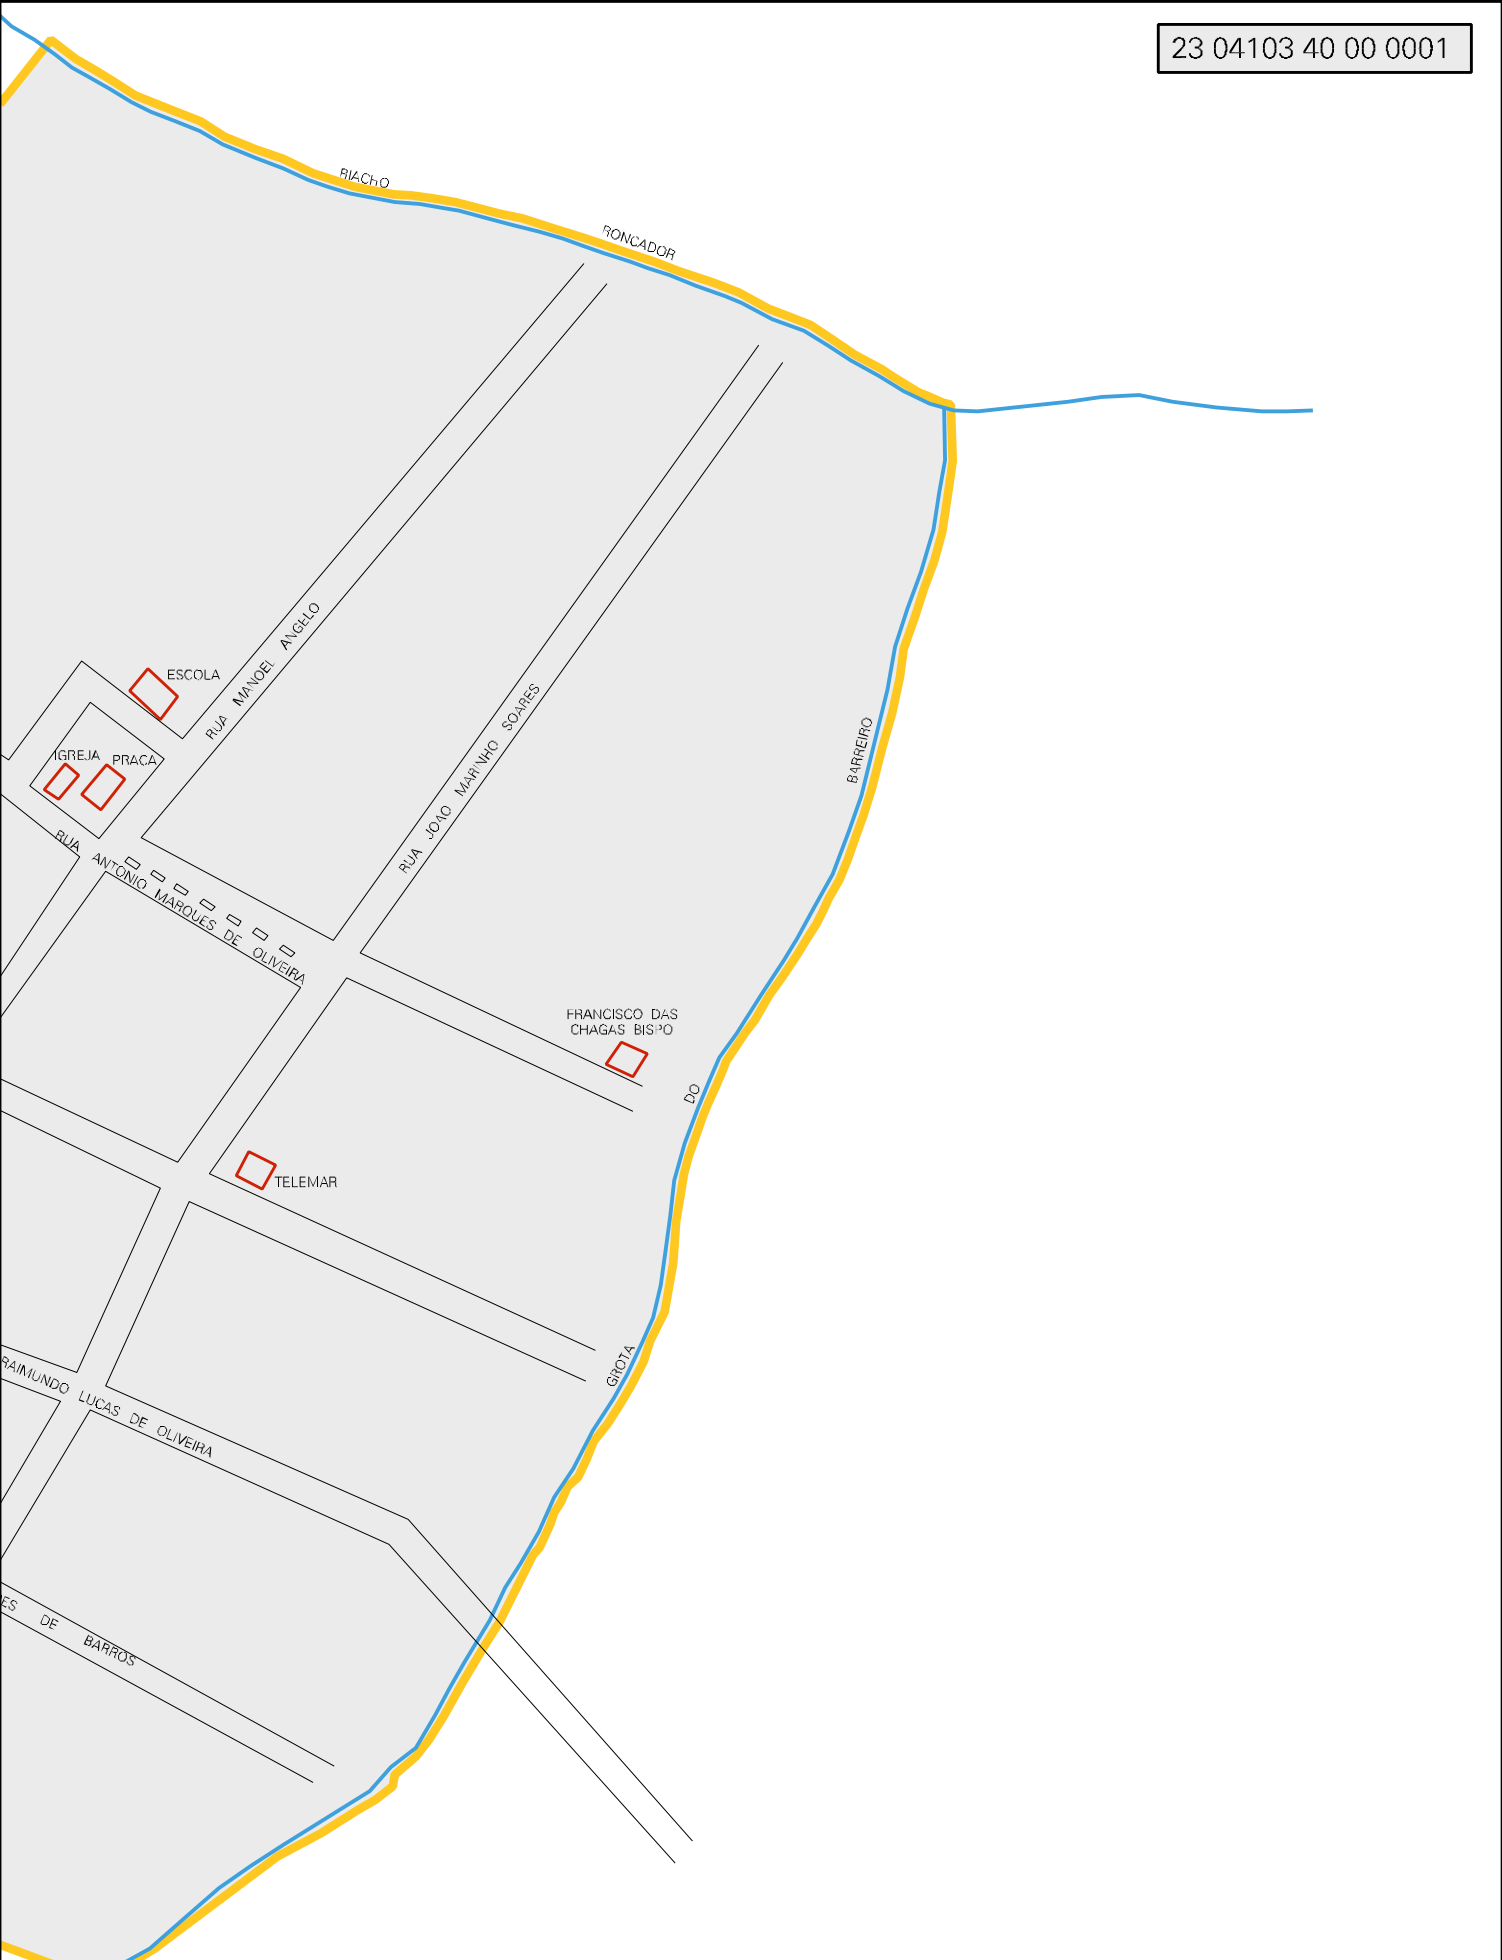 23 04103 40 00 0001
RIACHO
RONCADOR
RUA MANOEL ANGELO
ESCOLA
RUA JOAO MARINHO SOARES
BARREIRO
IGREJA
PRACA
RUA ANTONIO MARQUES DE OLIVEIRA
FRANCISCO DAS
CHAGAS BISPO
DO
TELEMAR
GROTA
RAIMUNDO LUCAS DE OLIVEIRA
ES DE BARROS